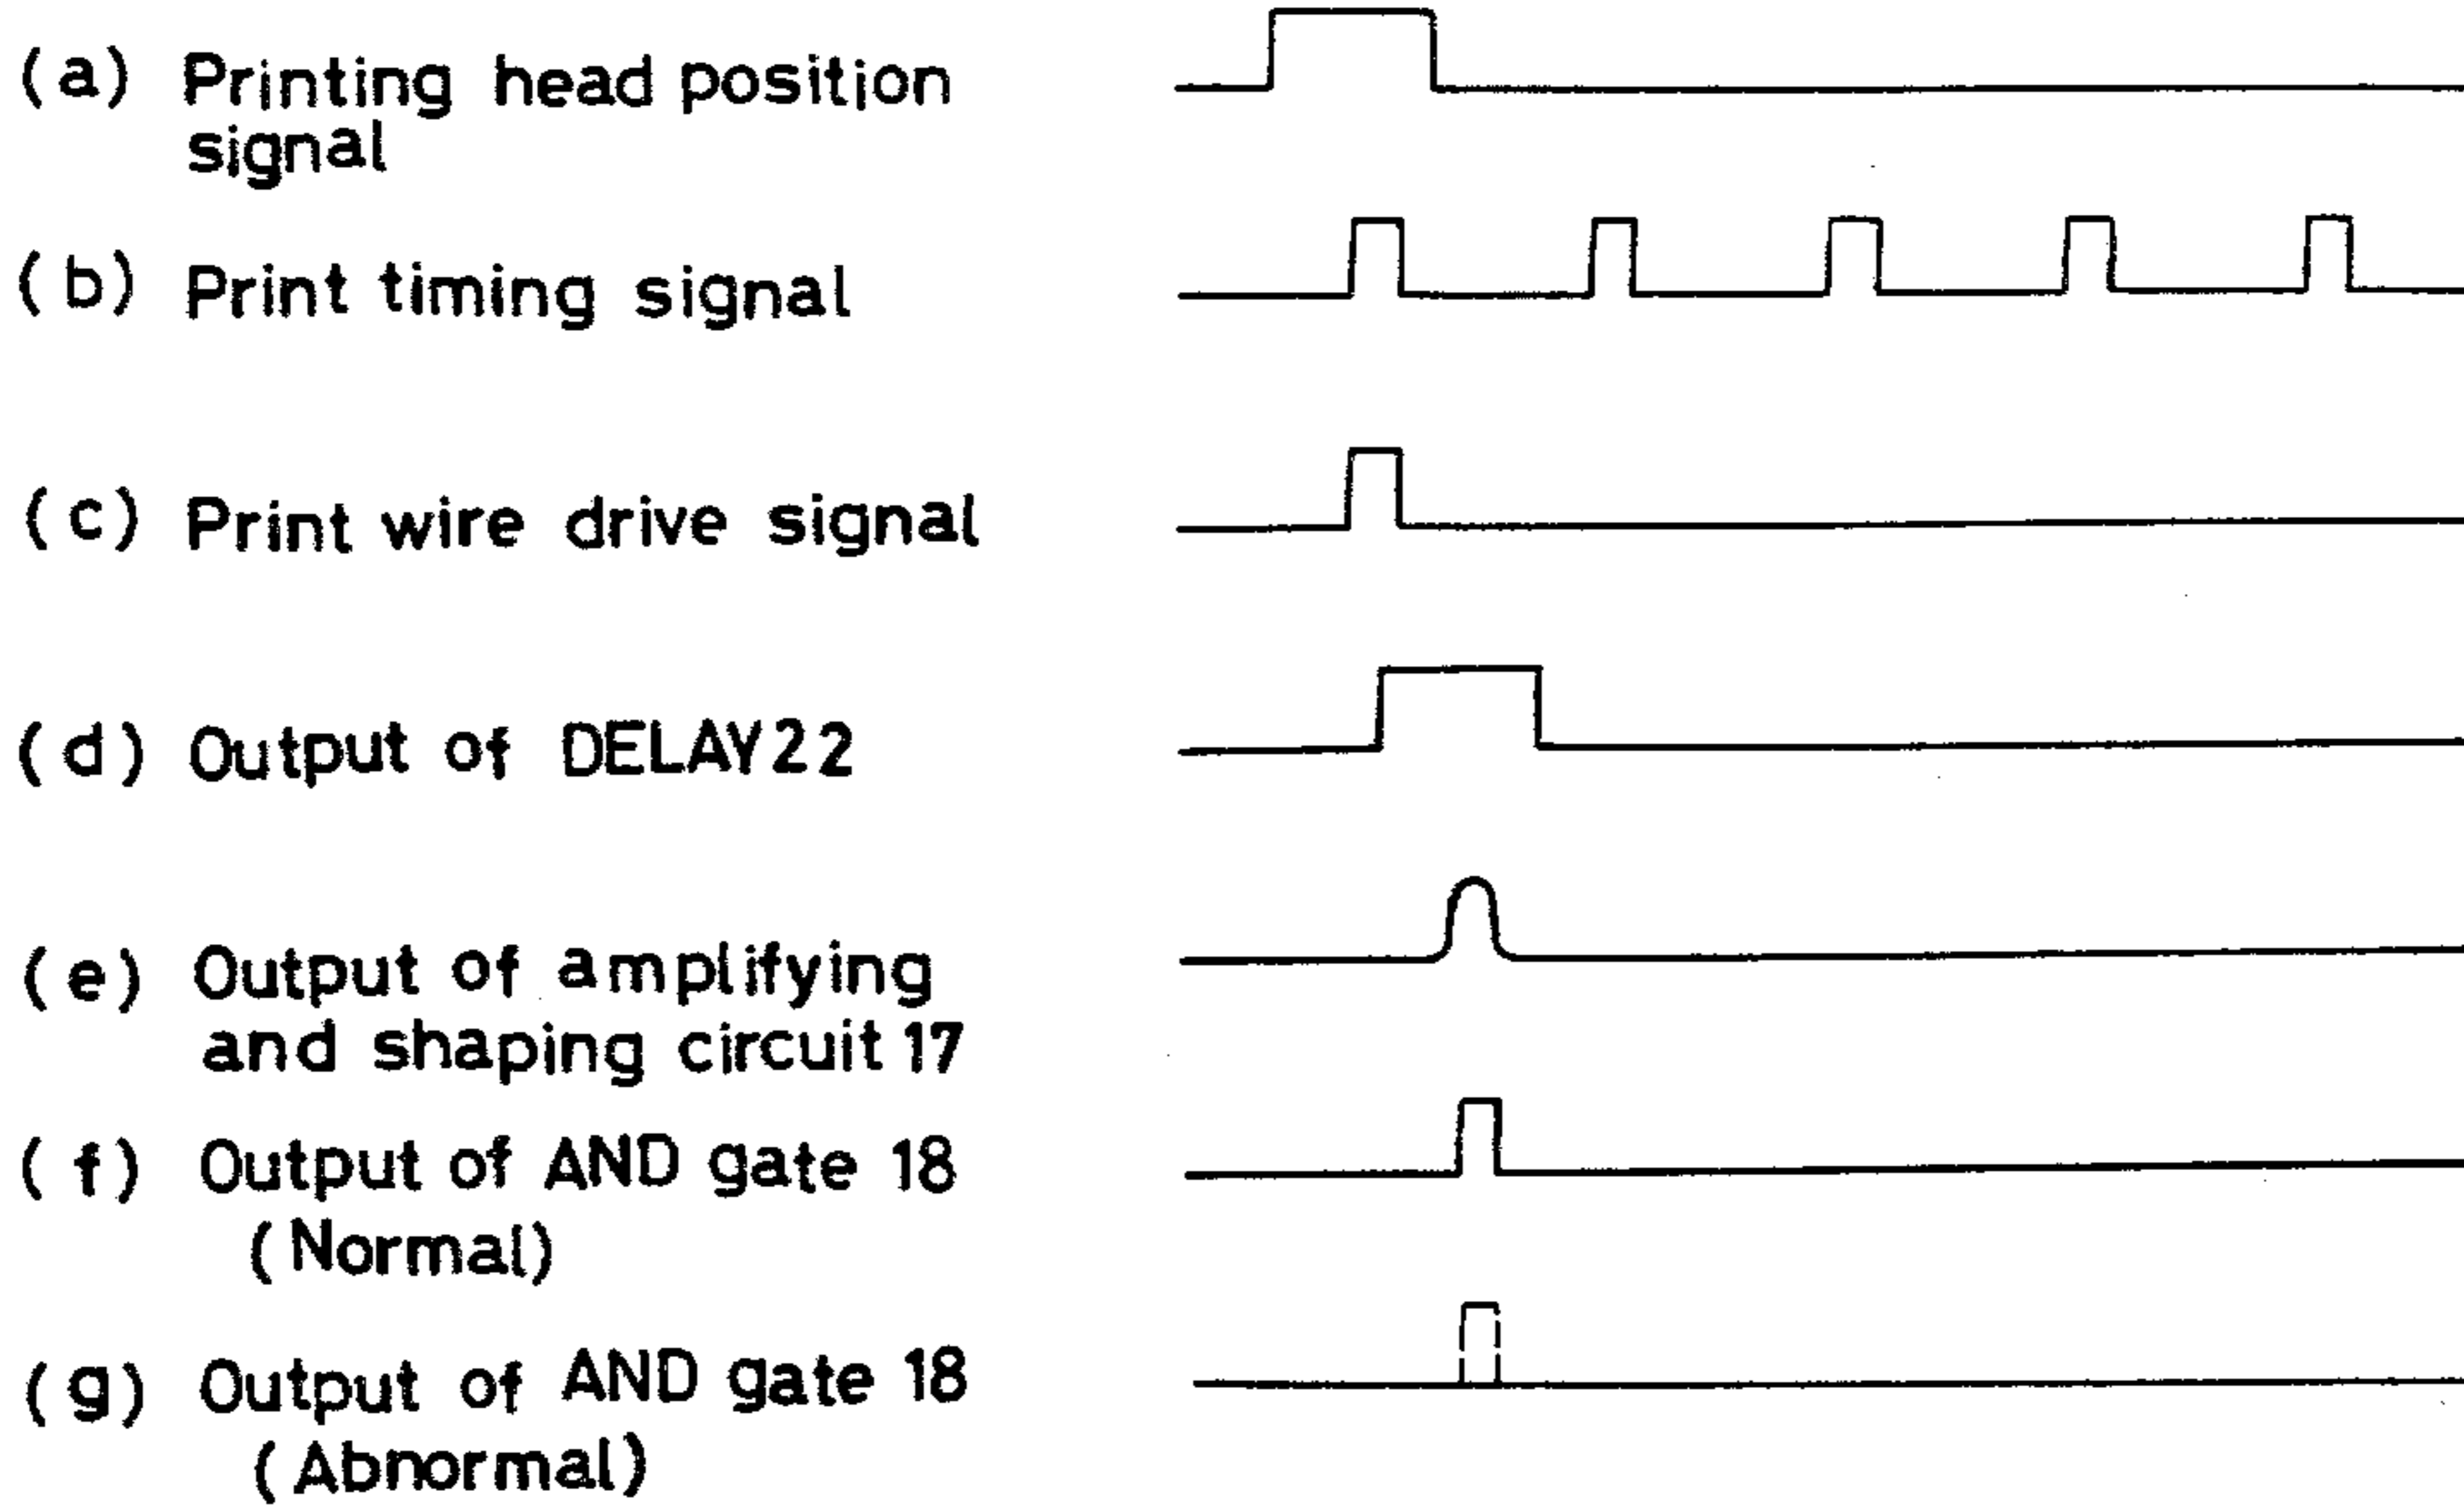 (a) Printing head position
signal
(b) Print timing signal
(c) Print wire drive signal
(d) Output of DELAY22
(e) Output of amplifying
and shaping circuit 17
(f) Output of AND gate 18
(Normal)
(g) Output of AND gate 18
(Abnormal)